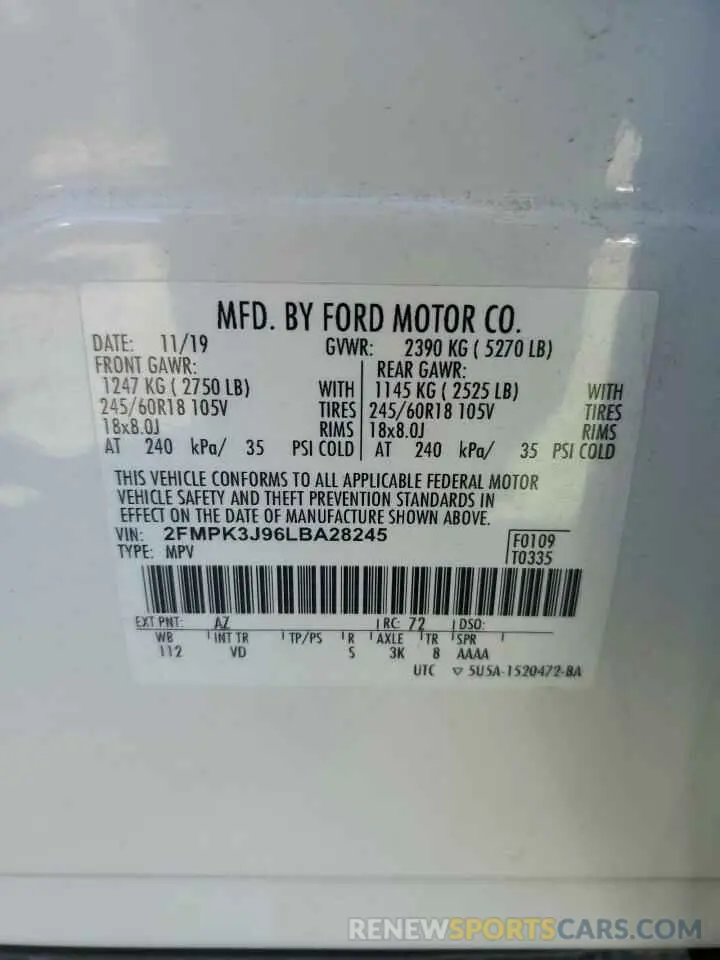 MFD. BY FORD MOTOR CO.
DATE: 11/19 GVWR: 2390 KG ( 5270 LB)
FRONT GAWR: REAR GAWR:
1247 KG ( 2750 LB) WITH 1145 KG ( 2525 LB) WITH
245/60R18 105V TIRES 245/60R18 105V TIRES
18x8.0J RIMS 18x8.0J RIMS
AT 240 kPa/ 35 PSI COLD AT 240 kPa/ 35 PSI COLD
THIS VEHICLE CONFORMS TO ALL APPLICABLE FEDERAL MOTOR
VEHICLE SAFETY AND THEFT PREVENTION STANDARDS IN
EFFECT ON THE DATE OF MANUFACTURE SHOWN ABOVE.
VIN: 2FMPK3J96LBA28245 F0109
TYPE: MPV T0335
EXT PNT: AZ RC: 72 DSO:
WB INT TR TP/PS R AXLE TR SPR
112 VD S 3K 8 AAAA
UTC ▽ 5U5A-1520472-BA
RENEWSPORTSCARS.COM